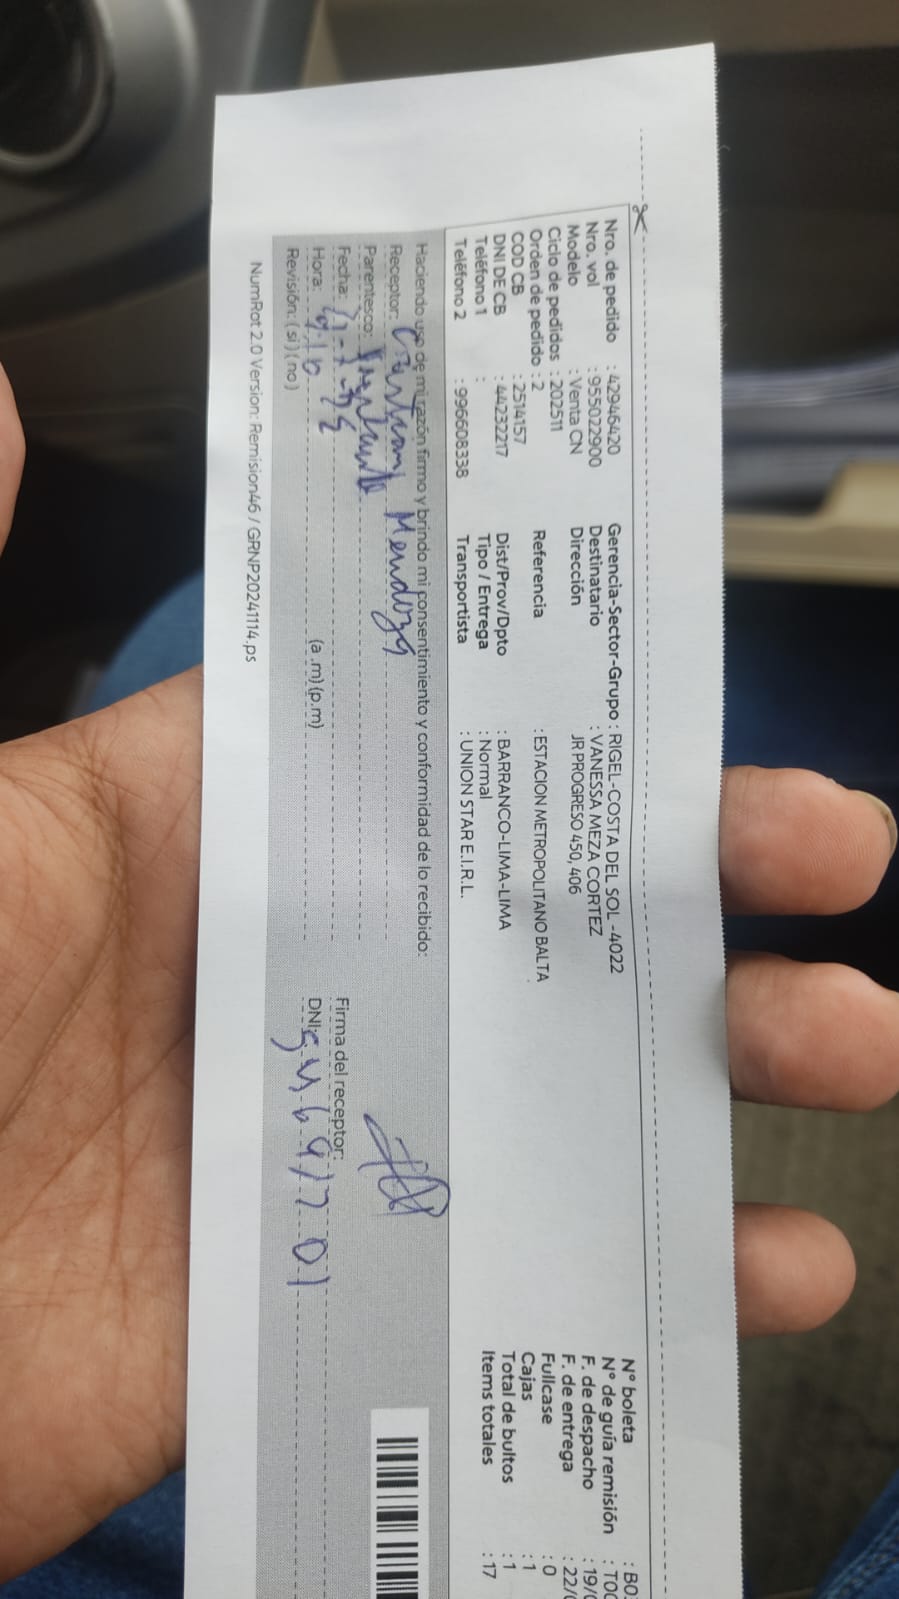 Nro. de pedido : 42946420
Nro. vol : 955022900
Modelo : Venta CN
Ciclo de pedidos : 202511
Orden de pedido : 2
COD CB : 2514157
DNI DE CB : 44232217
Teléfono 1 :
Teléfono 2 : 996608338
Gerencia-Sector-Grupo : RIGEL-COSTA DEL SOL -4022
Destinatario : VANESSA MEZA CORTEZ
Dirección JR PROGRESO 450, 406
Referencia : ESTACION METROPOLITANO BALTA
Dist/Prov/Dpto : BARRANCO-LIMA-LIMA
Tipo / Entrega : Normal
Transportista : UNION STAR E.I.R.L.
N° boleta : B0
N° de guía remisión : T00
F. de despacho : 19/0
F. de entrega : 22/0
Fullcase : 0
Cajas : 1
Total de bultos : 1
Items totales : 17
Haciendo uso de mi razón firmo y brindo mi consentimiento y conformidad de lo recibido:
Receptor: Mendoza
Parentesco:
Fecha:
Hora: (a .m) (p.m)
Revisión: ( si ) ( no )
Firma del receptor:
DNI:
NumRot 2.0 Version: Remision46 / GRNP20241114.ps